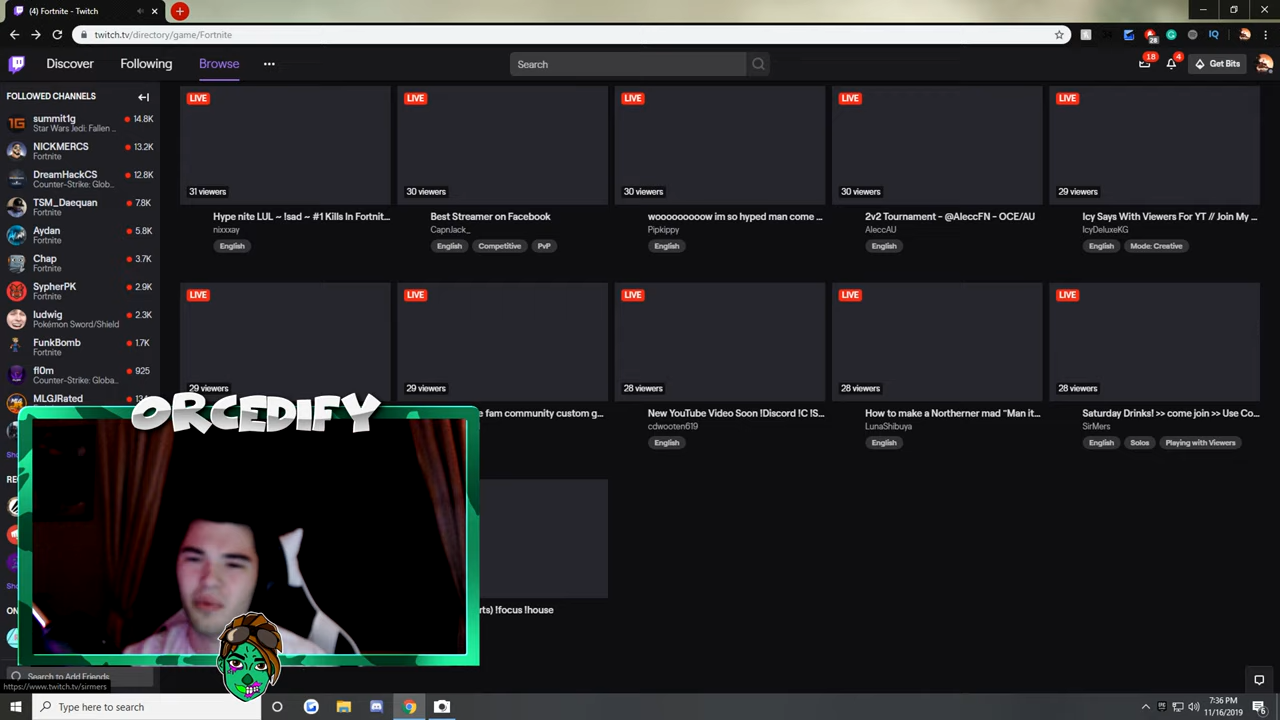 (4) Fortnite - Twitch
twitch.tv/directory/game/Fortnite
28
IQ
Discover
Following
Browse
Search
18
4
Get Bits
FOLLOWED CHANNELS
summit1g
14.8K
Star Wars Jedi: Fallen ...
NICKMERCS
13.2K
Fortnite
DreamHackCS
12.8K
Counter-Strike: Glob...
TSM_Daequan
7.8K
Fortnite
Aydan
5.8K
Fortnite
Chap
3.7K
Fortnite
SypherPK
2.9K
Fortnite
ludwig
2.3K
Pokémon Sword/Shield
FunkBomb
1.7K
Fortnite
fl0m
925
Counter-Strike: Globa...
MLGJRated
LIVE
31 viewers
Hype nite LUL ~ !sad ~ #1 Kills In Fortnit...
nixxxay
English
LIVE
30 viewers
Best Streamer on Facebook
CapnJack_
English
Competitive
PvP
LIVE
30 viewers
wooooooooow im so hyped man come ...
Pipkippy
English
LIVE
30 viewers
2v2 Tournament - @AleccFN - OCE/AU
AleccAU
English
LIVE
29 viewers
Icy Says With Viewers For YT // Join My ...
IcyDeluxeKG
English
Mode: Creative
LIVE
29 viewers
LIVE
29 viewers
e fam community custom g...
LIVE
28 viewers
New YouTube Video Soon !Discord !C !S...
cdwooten619
English
LIVE
28 viewers
How to make a Northerner mad “Man it...
LunaShibuya
English
LIVE
28 viewers
Saturday Drinks! >> come join >> Use Co...
SirMers
English
Solos
Playing with Viewers
rts) !focus !house
ORCEDIFY
Search to Add Friends
https://www.twitch.tv/sirmers
Type here to search
7:36 PM
11/16/2019
6